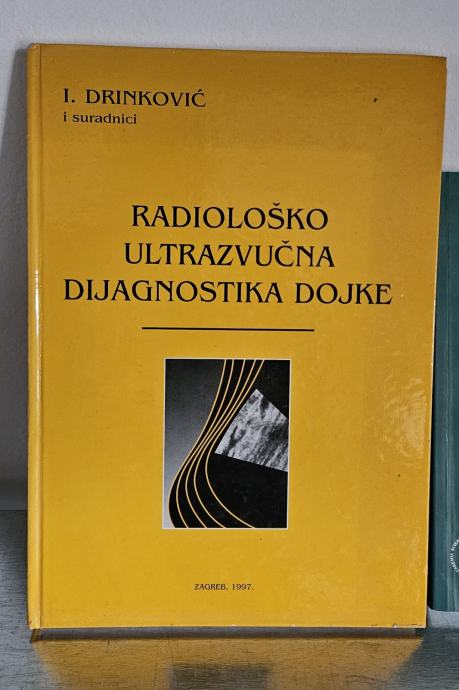 I. DRINKOVIĆ
i suradnici
RADIOLOŠKO
ULTRAZVUČNA
DIJAGNOSTIKA DOJKE
ZAGREB, 1997.